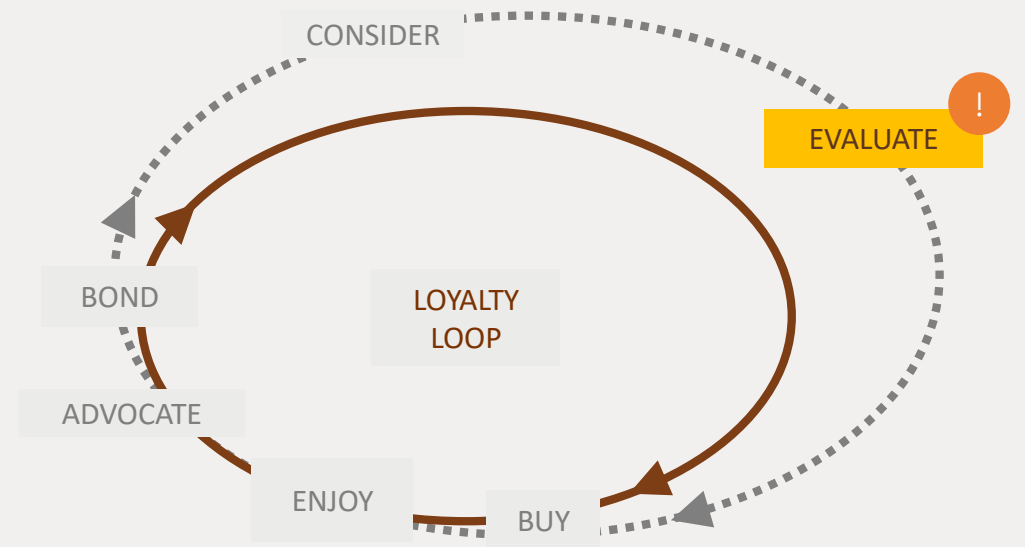 CONSIDER
!
EVALUATE
BOND
LOYALTY
LOOP
ADVOCATE
ENJOY
BUY